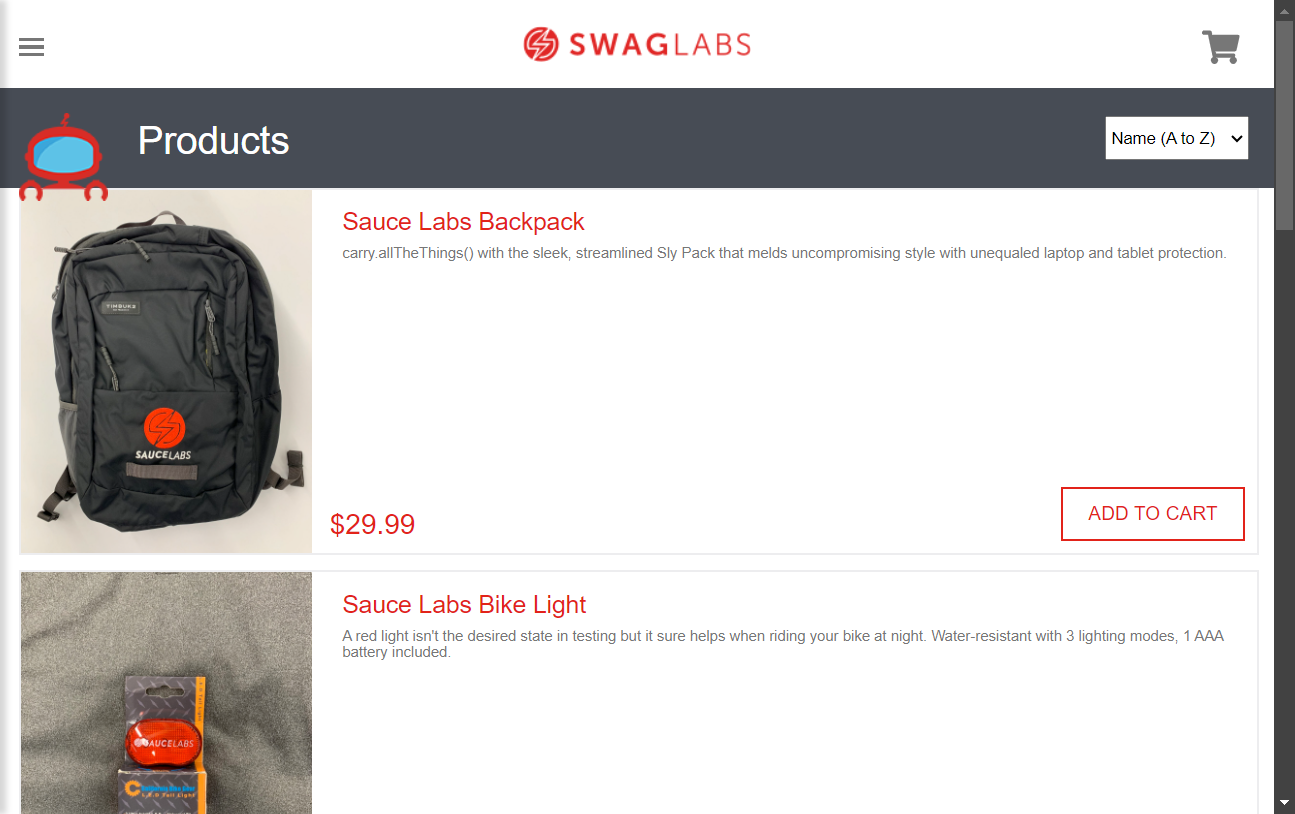 SWAGLABS
Products
Name (A to Z)
Sauce Labs Backpack
carry.allTheThings() with the sleek, streamlined Sly Pack that melds uncompromising style with unequaled laptop and tablet protection.
TIMBUK2
SAUCELABS
$29.99
ADD TO CART
Sauce Labs Bike Light
A red light isn't the desired state in testing but it sure helps when riding your bike at night. Water-resistant with 3 lighting modes, 1 AAA
battery included.
SAUCELABS